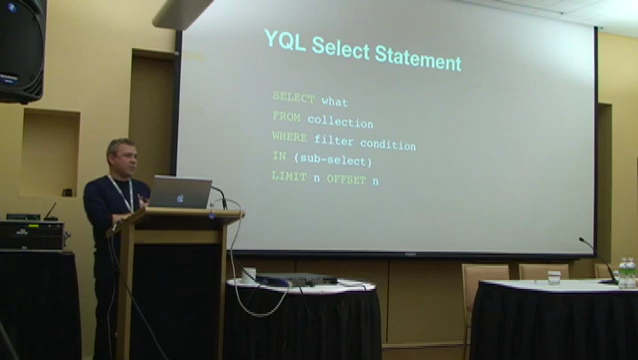 YQL Select Statement
SELECT what
FROM collection
WHERE filter condition
IN (sub-select)
LIMIT n OFFSET n